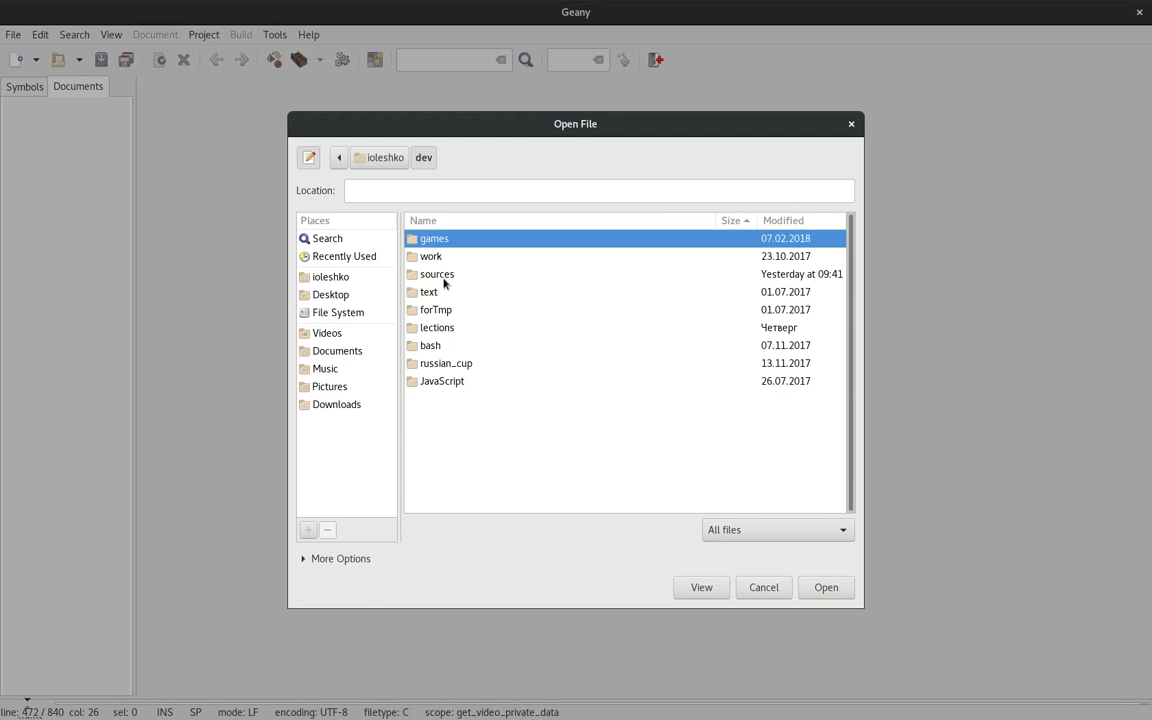 Geany ×
File Edit Search View Document Project Build Tools Help
Symbols Documents
Open File ×
ioleshko dev
Location:
Places Name Size Modified
Search games 07.02.2018
Recently Used work 23.10.2017
ioleshko sources Yesterday at 09:41
Desktop text 01.07.2017
File System forTmp 01.07.2017
Videos lections Четверг
Documents bash 07.11.2017
Music russian_cup 13.11.2017
Pictures JavaScript 26.07.2017
Downloads
All files
More Options
View Cancel Open
line: 472 / 840 col: 26 sel: 0 INS SP mode: LF encoding: UTF-8 filetype: C scope: get_video_private_data